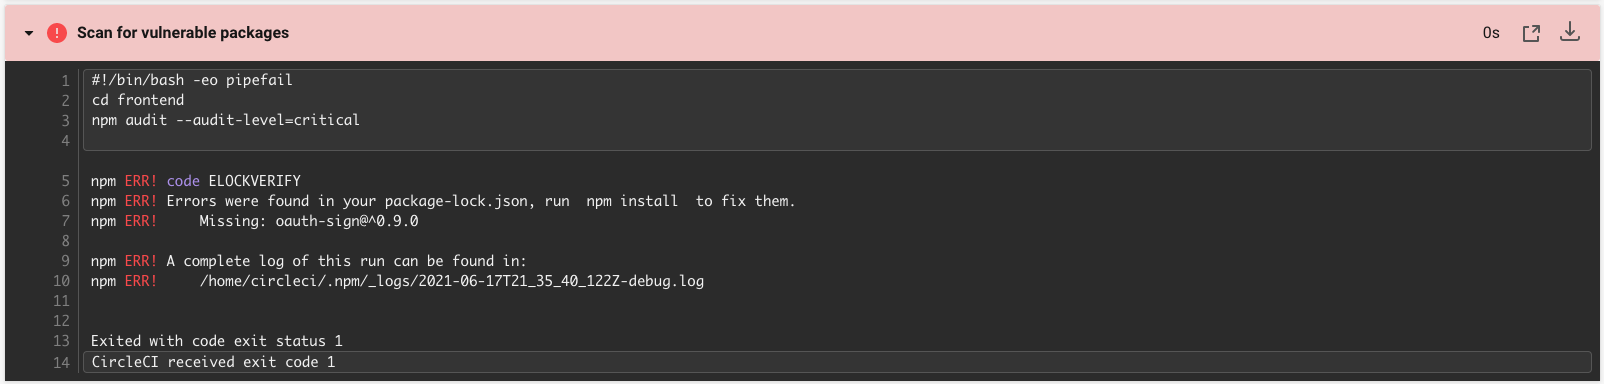 Scan for vulnerable packages 0s
1 #!/bin/bash -eo pipefail
2 cd frontend
3 npm audit --audit-level=critical
4
5 npm ERR! code ELOCKVERIFY
6 npm ERR! Errors were found in your package-lock.json, run  npm install  to fix them.
7 npm ERR!     Missing: oauth-sign@^0.9.0
8
9 npm ERR! A complete log of this run can be found in:
10 npm ERR!     /home/circleci/.npm/_logs/2021-06-17T21_35_40_122Z-debug.log
11
12
13 Exited with code exit status 1
14 CircleCI received exit code 1